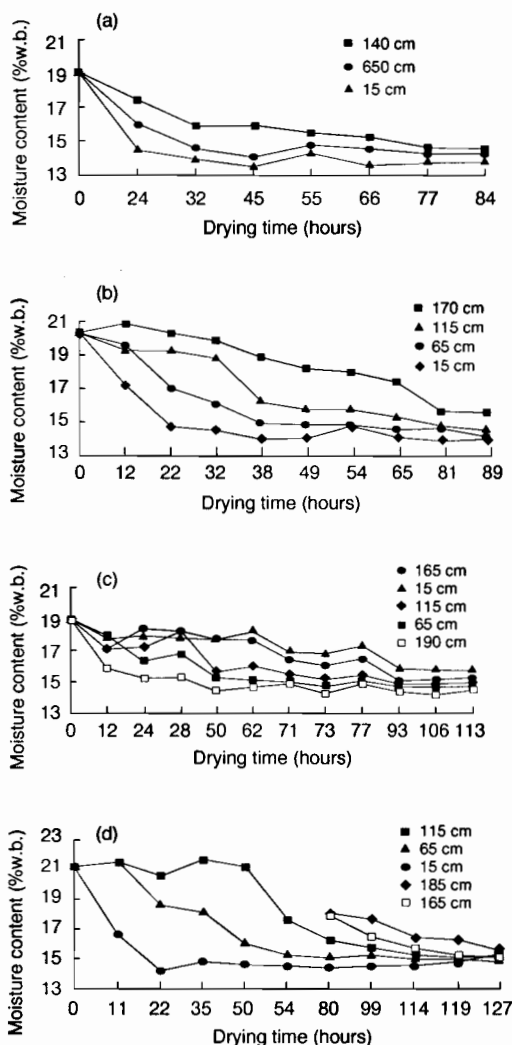 (a)
Moisture content (%w.b.)
21
19
17
15
13
140 cm
650 cm
15 cm
0 24 32 45 55 66 77 84
Drying time (hours)
(b)
Moisture content (%w.b.)
21
19
17
15
13
170 cm
115 cm
65 cm
15 cm
0 12 22 32 38 49 54 65 81 89
Drying time (hours)
(c)
Moisture content (%w.b.)
21
19
17
15
13
165 cm
15 cm
115 cm
65 cm
190 cm
0 12 24 28 50 62 71 73 77 93 106 113
Drying time (hours)
(d)
Moisture content (%w.b.)
23
21
19
17
15
13
115 cm
65 cm
15 cm
185 cm
165 cm
0 11 22 35 50 54 80 99 114 119 127
Drying time (hours)